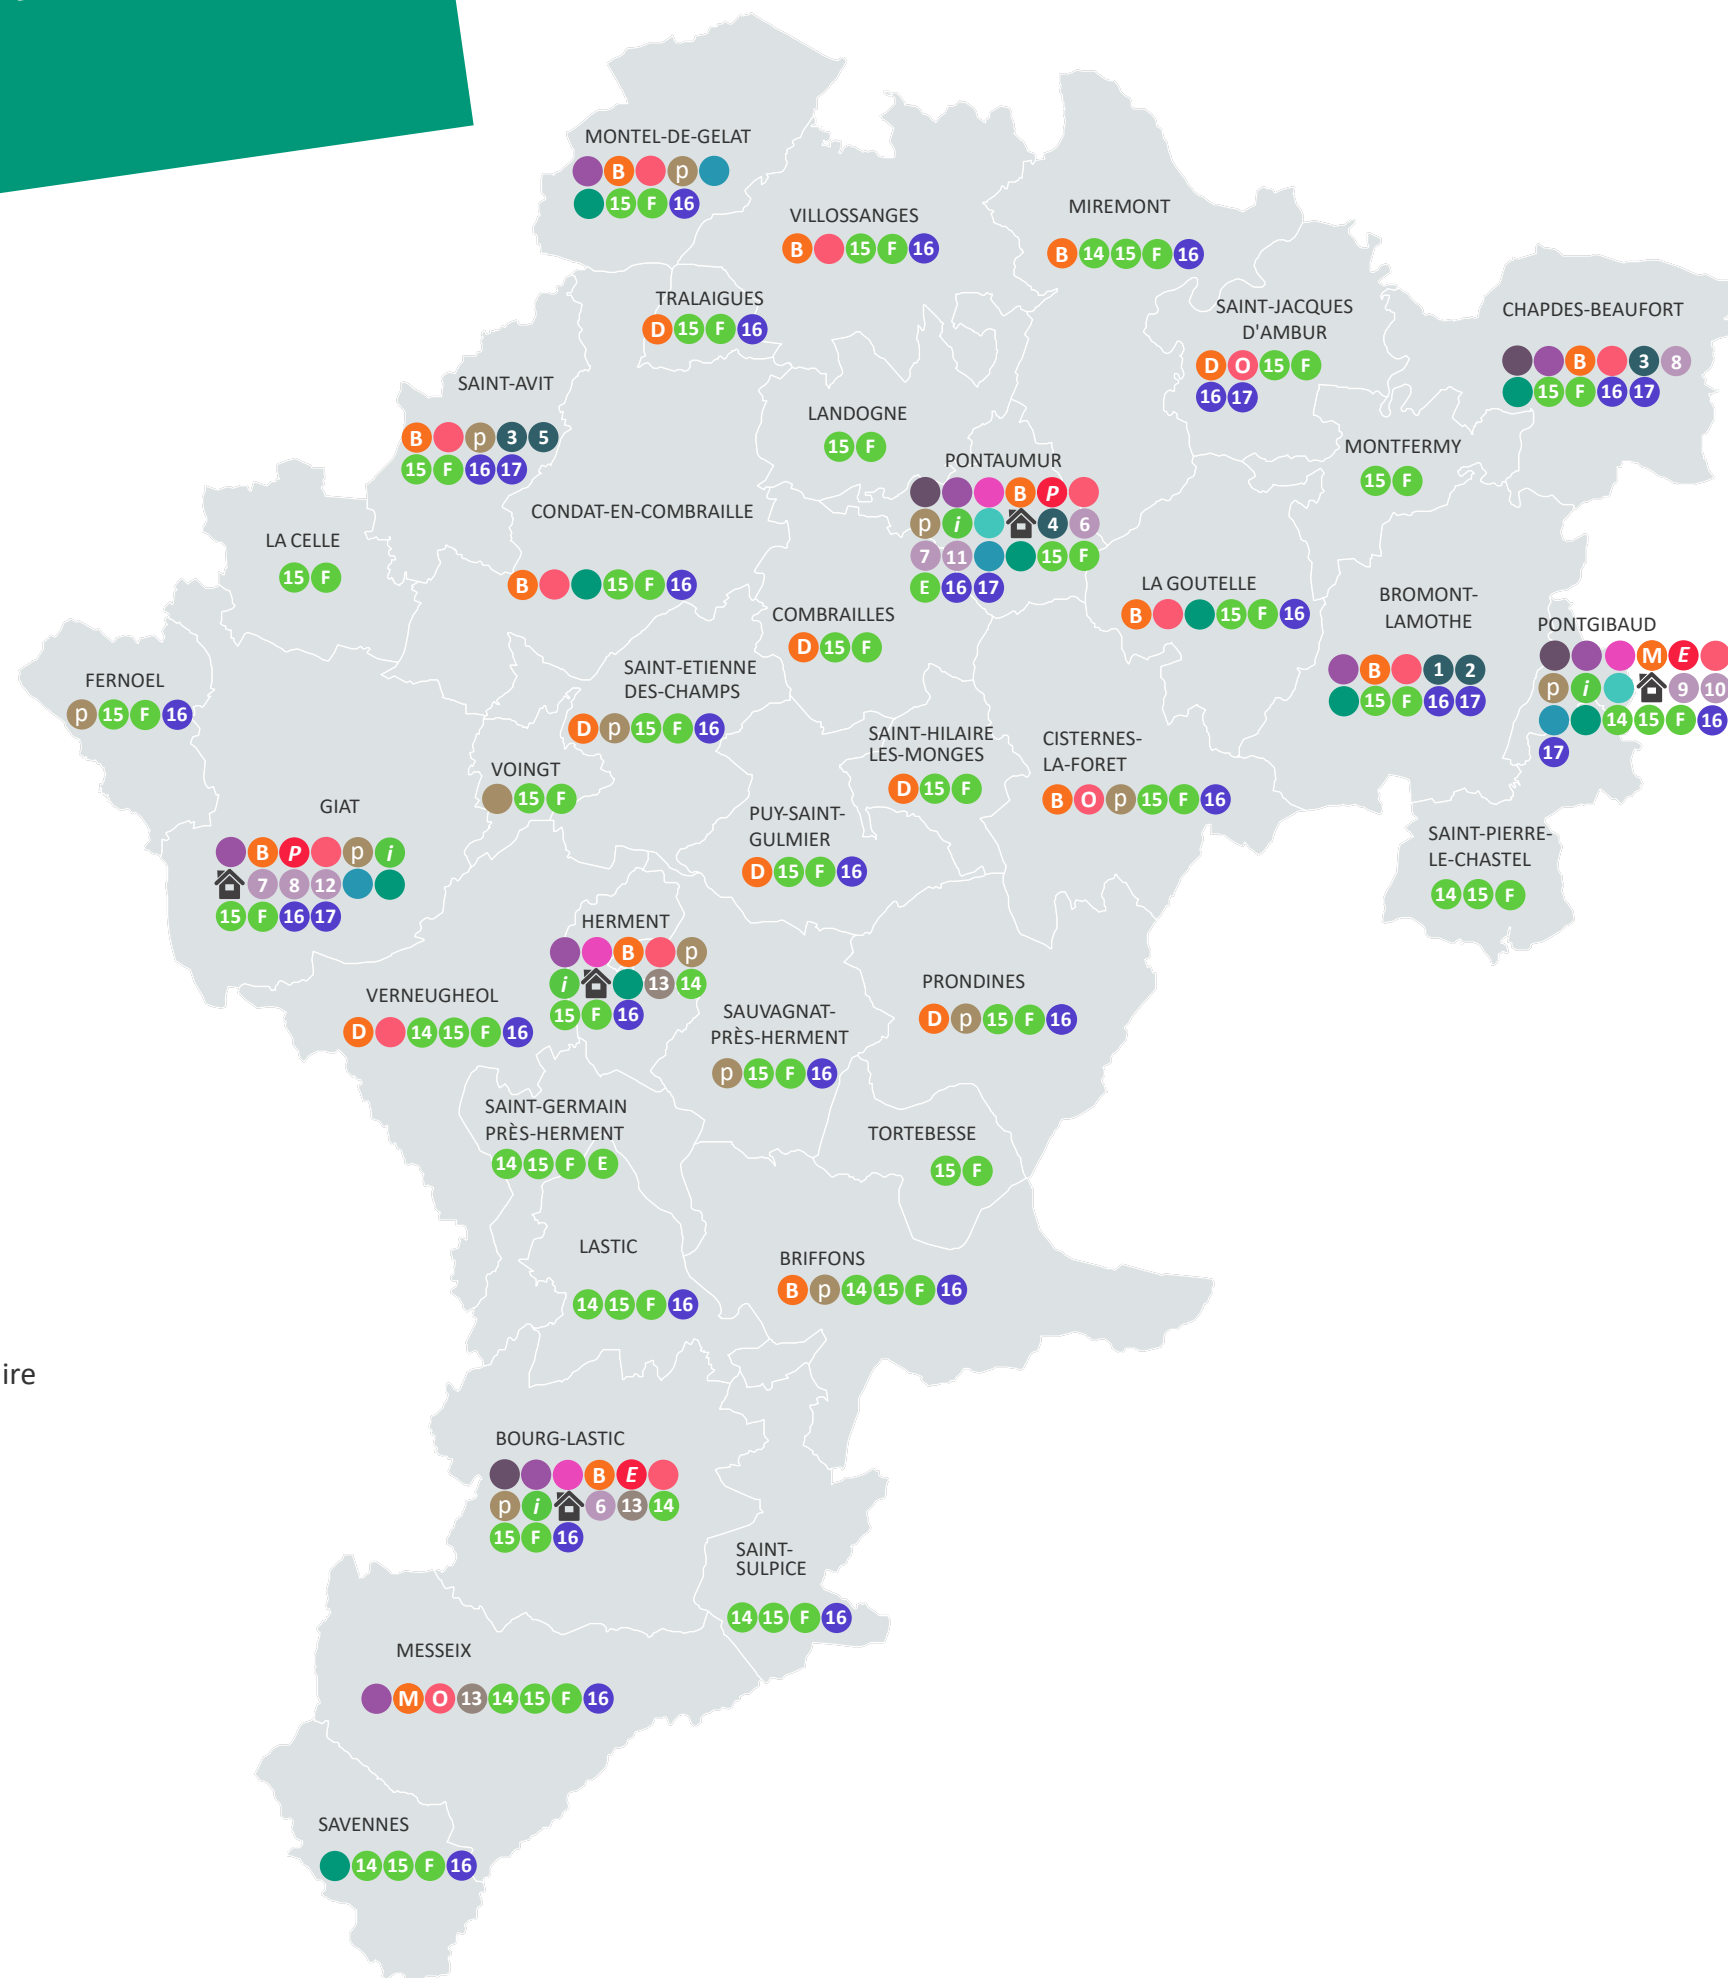 MONTEL-DE-GELAT
B p
15 F 16
VILLOSSANGES
B 15 F 16
MIREMONT
B 14 15 F 16
TRALAIGUES
D 15 F 16
SAINT-JACQUES
D'AMBUR
D O 15 F
16 17
CHAPDES-BEAUFORT
B 3 8
15 F 16 17
SAINT-AVIT
B p 3 5
15 F 16 17
LANDOGNE
15 F
MONTFERMY
15 F
PONTAUMUR
B P
p i 4 6
7 11 15 F
E 16 17
CONDAT-EN-COMBRAILLE
B 15 F 16
LA CELLE
15 F
LA GOUTELLE
B 15 F 16
BROMONT-
LAMOTHE
B 1 2
15 F 16 17
PONTGIBAUD
M E
p i 9 10
14 15 F 16
17
COMBRAILLES
D 15 F
SAINT-ETIENNE
DES-CHAMPS
D p 15 F 16
FERNOEL
p 15 F 16
SAINT-HILAIRE
LES-MONGES
D 15 F
CISTERNES-
LA-FORET
B O p 15 F 16
VOINGT
15 F
GIAT
B P p i
7 8 12
15 F 16 17
PUY-SAINT-
GULMIER
D 15 F 16
SAINT-PIERRE-
LE-CHASTEL
14 15 F
HERMENT
B p
i 13 14
15 F 16
VERNEUGHEOL
D 14 15 F 16
PRONDINES
D p 15 F 16
SAUVAGNAT-
PRÈS-HERMENT
p 15 F 16
SAINT-GERMAIN
PRÈS-HERMENT
14 15 F E
TORTEBESSE
15 F
LASTIC
14 15 F 16
BRIFFONS
B p 14 15 F 16
ire
BOURG-LASTIC
B E
p i 6 13 14
15 F 16
SAINT-
SULPICE
14 15 F 16
MESSEIX
M O 13 14 15 F 16
SAVENNES
14 15 F 16